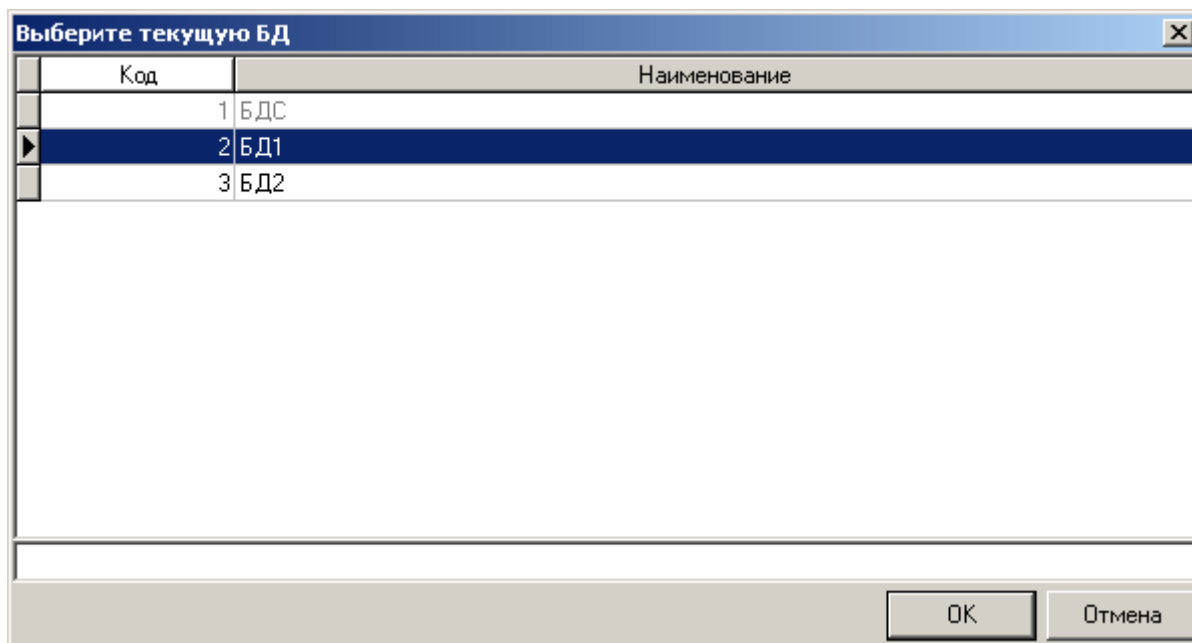 Выберите текущую БД
Код Наименование
1 БДС
2 БД1
3 БД2
OK Отмена